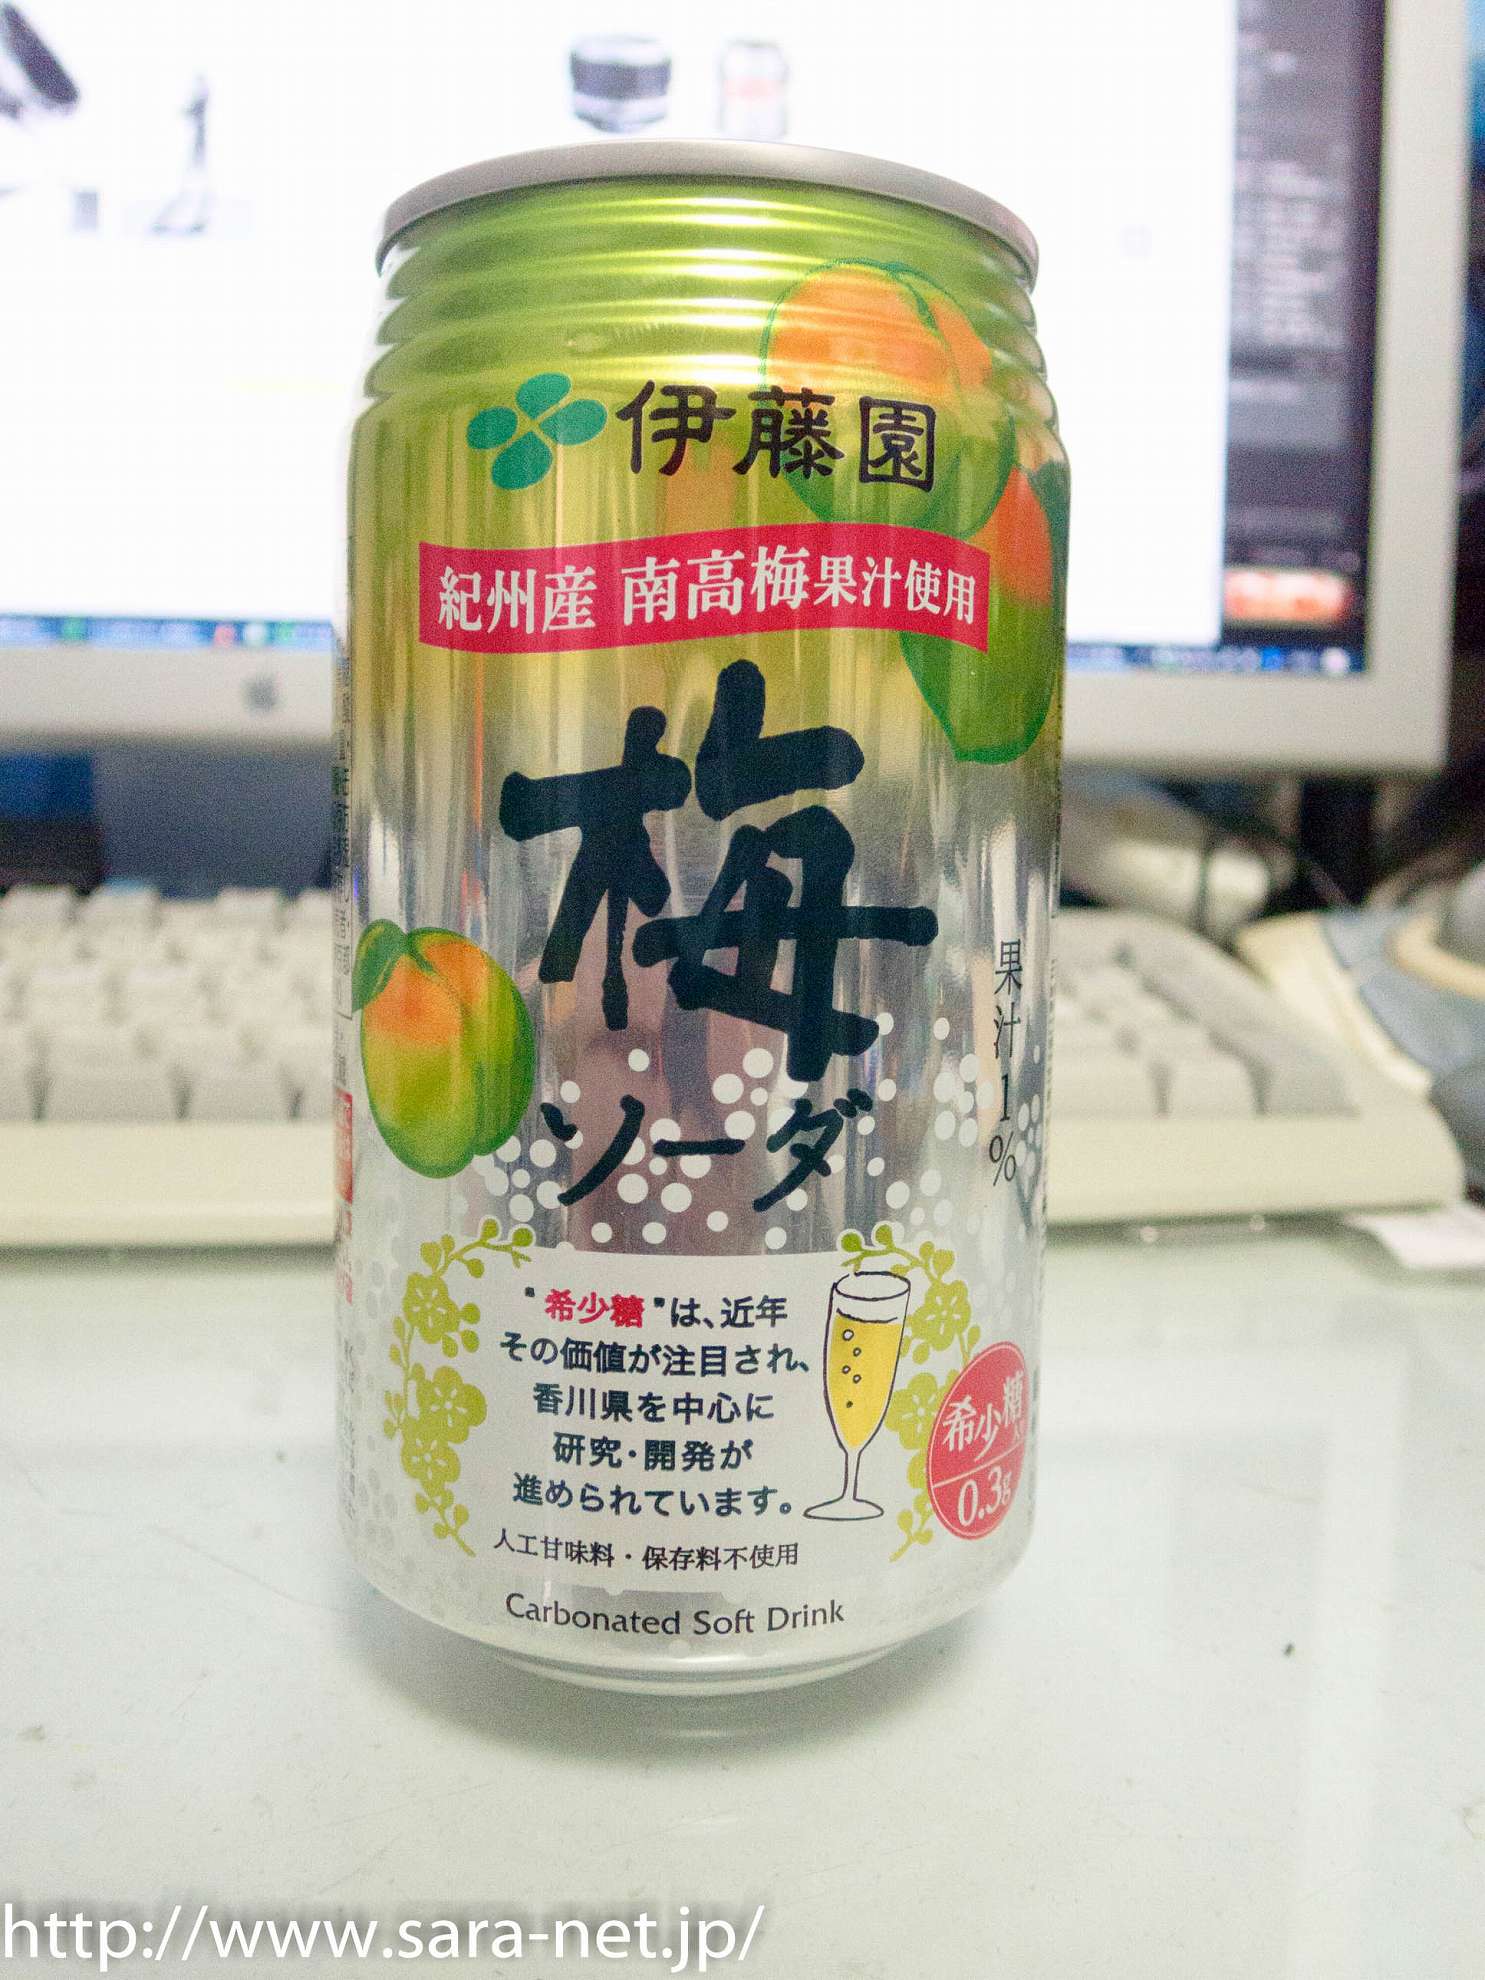 伊藤園
紀州産 南高梅果汁使用
梅
ソーダ
果汁1%
"希少糖"は、近年
その価値が注目され、
香川県を中心に
研究・開発が
進められています。
希少糖入り
0.3g
人工甘味料・保存料不使用
Carbonated Soft Drink
http://www.sara-net.jp/